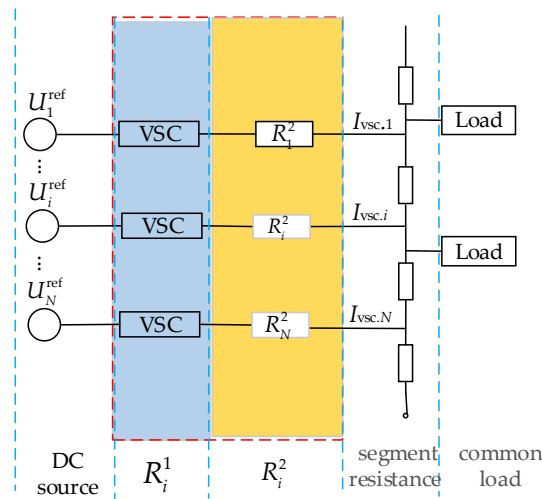 U_1^ref
VSC
R_1^2
I_vsc.1
Load
...
U_i^ref
VSC
R_i^2
I_vsc.i
Load
...
U_N^ref
VSC
R_N^2
I_vsc.N
DC
source
R_i^1
R_i^2
segment
resistance
common
load